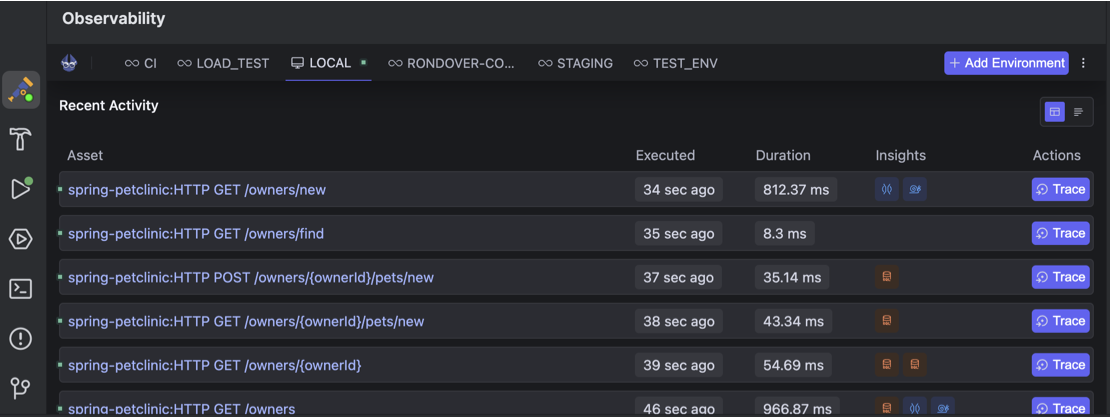 Observability
CI LOAD_TEST LOCAL RONDOVER-CO... STAGING TEST_ENV + Add Environment
Recent Activity
Asset Executed Duration Insights Actions
spring-petclinic:HTTP GET /owners/new 34 sec ago 812.37 ms Trace
spring-petclinic:HTTP GET /owners/find 35 sec ago 8.3 ms Trace
spring-petclinic:HTTP POST /owners/{ownerId}/pets/new 37 sec ago 35.14 ms Trace
spring-petclinic:HTTP GET /owners/{ownerId}/pets/new 38 sec ago 43.34 ms Trace
spring-petclinic:HTTP GET /owners/{ownerId} 39 sec ago 54.69 ms Trace
spring-petclinic:HTTP GET /owners 46 sec ago 966.87 ms Trace